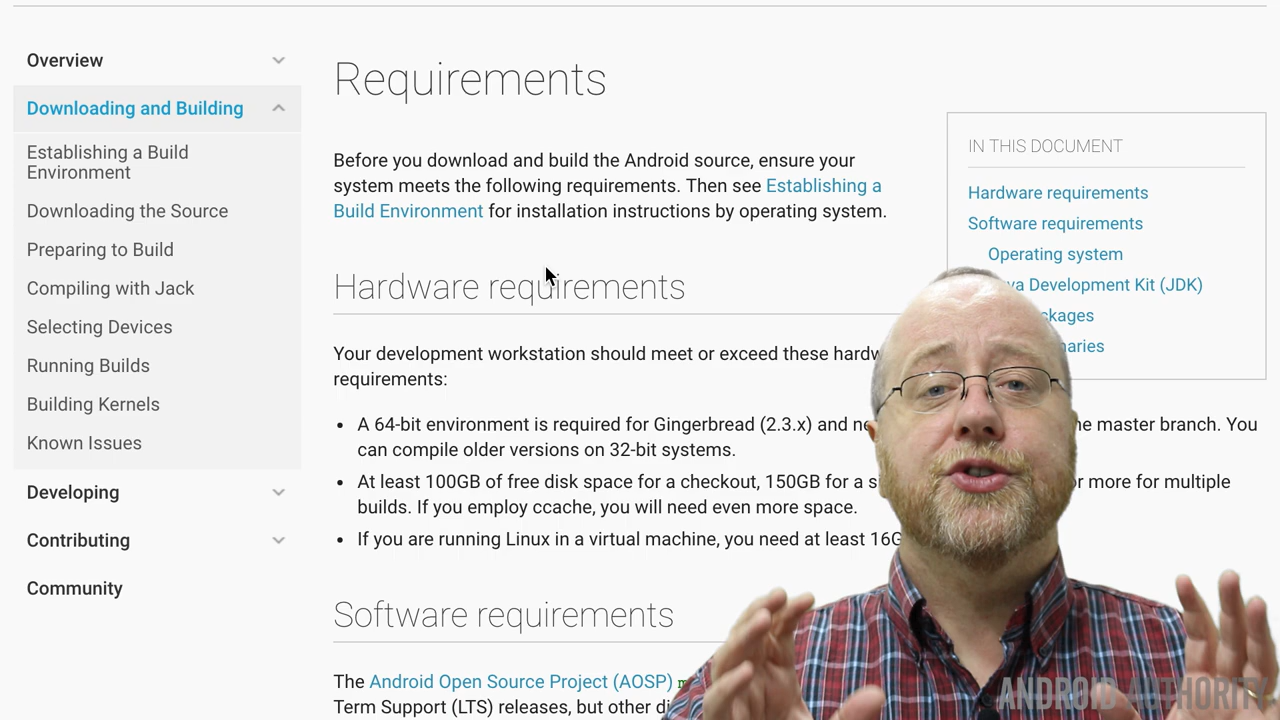 Overview
Downloading and Building
Establishing a Build
Environment
Downloading the Source
Preparing to Build
Compiling with Jack
Selecting Devices
Running Builds
Building Kernels
Known Issues
Developing
Contributing
Community
Requirements
Before you download and build the Android source, ensure your
system meets the following requirements. Then see Establishing a
Build Environment for installation instructions by operating system.
IN THIS DOCUMENT
Hardware requirements
Software requirements
Operating system
Development Kit (JDK)
Hardware requirements
Your development workstation should meet or exceed these
requirements:
• A 64-bit environment is required for Gingerbread (2.3.x) and master branch. You
can compile older versions on 32-bit systems.
• At least 100GB of free disk space for a checkout, 150GB for a or more for multiple
builds. If you employ ccache, you will need even more space.
• If you are running Linux in a virtual machine, you need at least
Software requirements
The Android Open Source Project (AOSP)
Term Support (LTS) releases, but other
ANDROID AUTHORITY